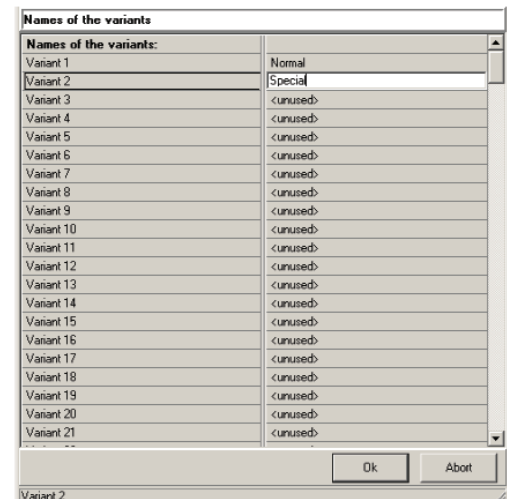 Names of the variants
Names of the variants:
Variant 1 Normal
Variant 2 Special
Variant 3 <unused>
Variant 4 <unused>
Variant 5 <unused>
Variant 6 <unused>
Variant 7 <unused>
Variant 8 <unused>
Variant 9 <unused>
Variant 10 <unused>
Variant 11 <unused>
Variant 12 <unused>
Variant 13 <unused>
Variant 14 <unused>
Variant 15 <unused>
Variant 16 <unused>
Variant 17 <unused>
Variant 18 <unused>
Variant 19 <unused>
Variant 20 <unused>
Variant 21 <unused>
Ok Abort
Variant 2